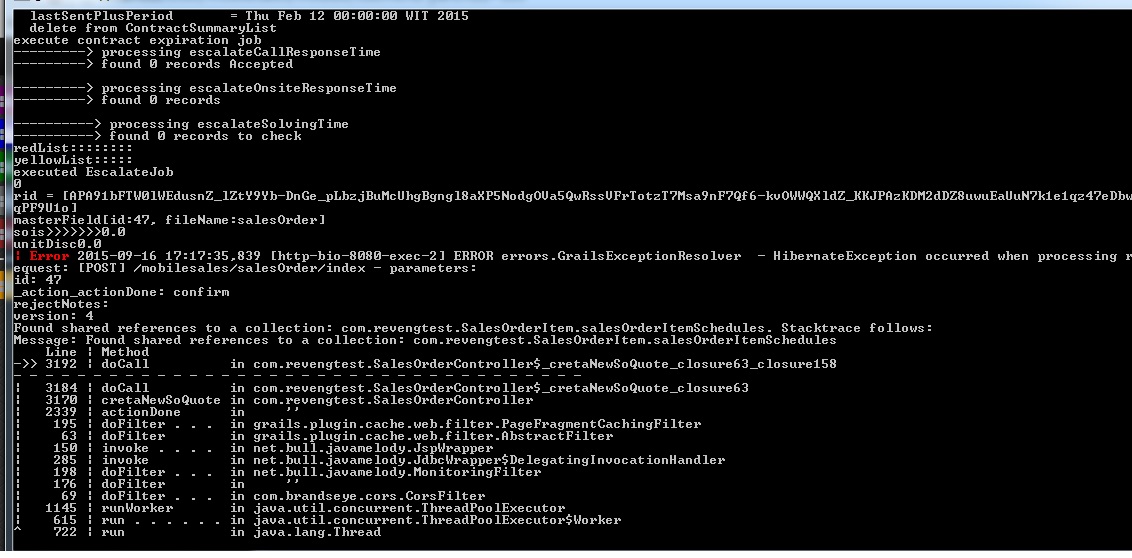 lastSentPlusPeriod = Thu Feb 12 00:00:00 WIT 2015
delete from ContractSummaryList
execute contract expiration job
---------> processing escalateCallResponseTime
---------> found 0 records Accepted
---------> processing escalateOnsiteResponseTime
---------> found 0 records
----------> processing escalateSolvingTime
----------> found 0 records to check
redList::::::::
yellowList:::::
executed EscalateJob
0
masterField[id:47, fileName:salesOrder]
sois>>>>>>>0.0
unitDisc0.0
| Error 2015-09-16 17:17:35,839 [http-bio-8080-exec-2] ERROR errors.GrailsExceptionResolver - HibernateException occurred when processing r
equest: [POST] /mobilesales/salesOrder/index - parameters:
id: 47
_action_actionDone: confirm
rejectNotes:
version: 4
Found shared references to a collection: com.revengtest.SalesOrderItem.salesOrderItemSchedules. Stacktrace follows:
Message: Found shared references to a collection: com.revengtest.SalesOrderItem.salesOrderItemSchedules
Line | Method
->> 3192 | doCall in com.revengtest.SalesOrderController$_cretaNewSoQuote_closure63_closure158
- - - - - - - - - - - - - - - - - - - - - - - - - - - - - - - - - - - - -
| 3184 | doCall in com.revengtest.SalesOrderController$_cretaNewSoQuote_closure63
| 3170 | cretaNewSoQuote in com.revengtest.SalesOrderController
| 2339 | actionDone in ''
| 195 | doFilter . . . in grails.plugin.cache.web.filter.PageFragmentCachingFilter
| 63 | doFilter in grails.plugin.cache.web.filter.AbstractFilter
| 150 | invoke . . . . in net.bull.javamelody.JspWrapper
| 285 | invoke in net.bull.javamelody.JdbcWrapper$DelegatingInvocationHandler
| 198 | doFilter . . . in net.bull.javamelody.MonitoringFilter
| 176 | doFilter in ''
| 69 | doFilter . . . in com.brandseye.cors.CorsFilter
| 1145 | runWorker in java.util.concurrent.ThreadPoolExecutor
| 615 | run . . . . . . in java.util.concurrent.ThreadPoolExecutor$Worker
^ 722 | run in java.lang.Thread